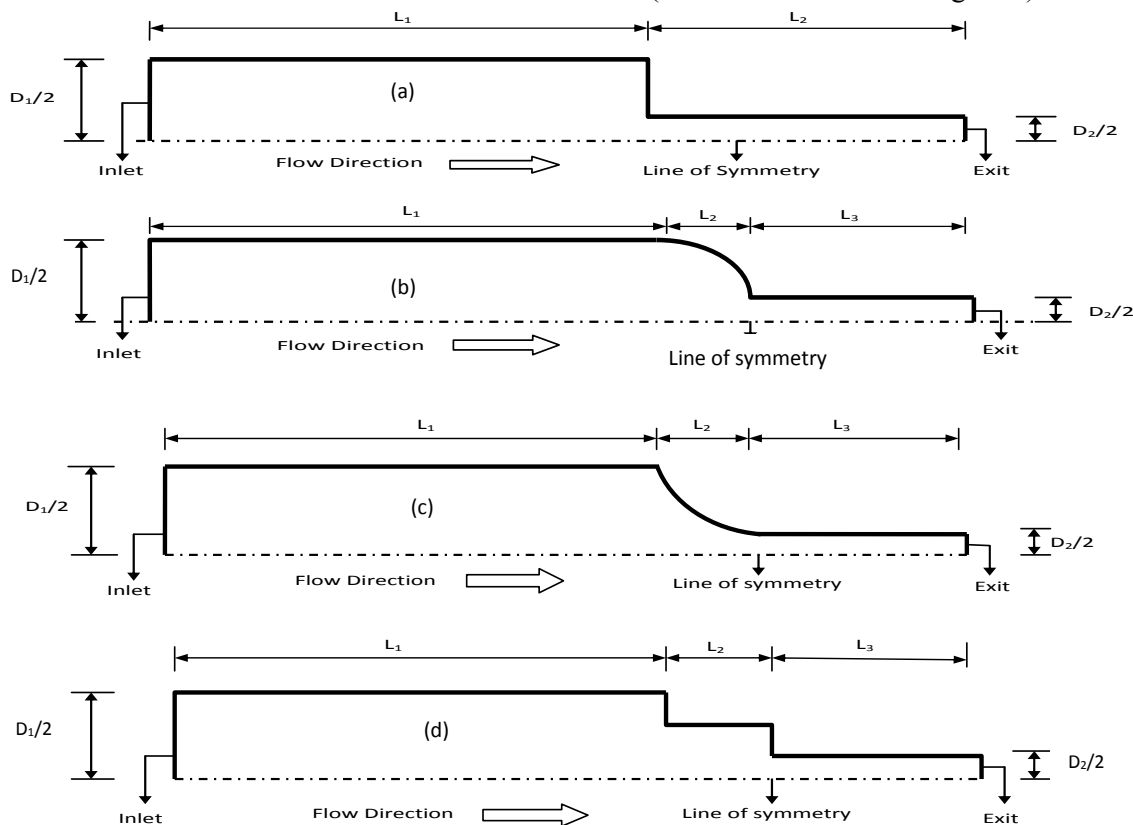 L₁ L₂
D₁/2
(a)
D₂/2
Inlet Flow Direction Line of Symmetry Exit
L₁ L₂ L₃
D₁/2
(b)
D₂/2
Inlet Flow Direction Line of symmetry Exit
L₁ L₂ L₃
D₁/2
(c)
D₂/2
Inlet Flow Direction Line of symmetry Exit
L₁ L₂ L₃
D₁/2
(d)
D₂/2
Inlet Flow Direction Line of symmetry Exit